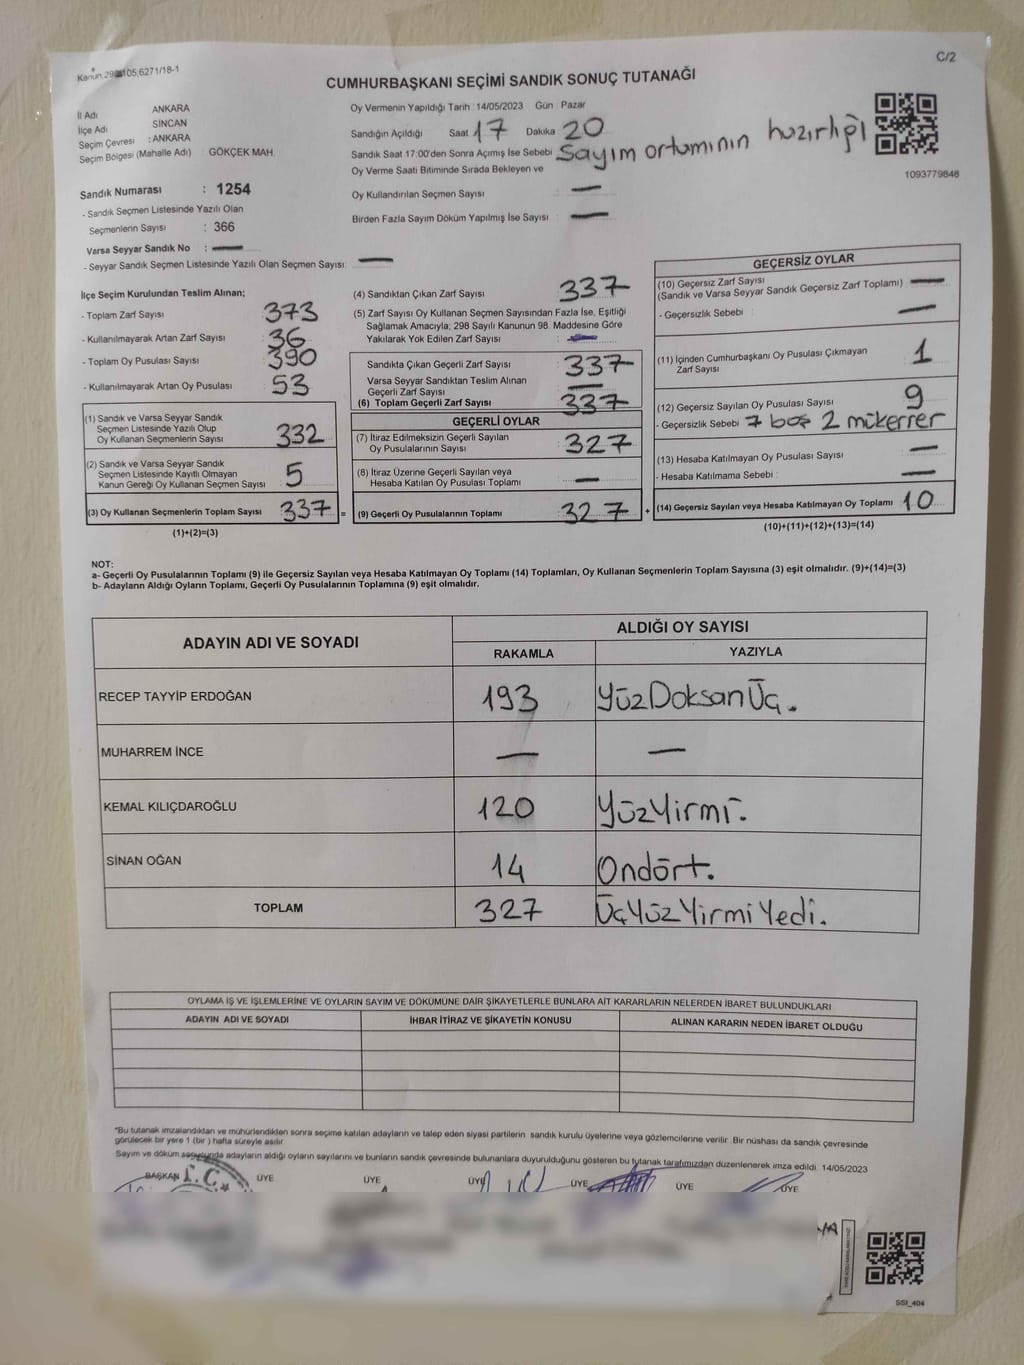 C/2
Kanun.298 105,6271/18-1
CUMHURBAŞKANI SEÇİMİ SANDIK SONUÇ TUTANAĞI
İl Adı ANKARA
İlçe Adı SİNCAN
Seçim Çevresi : ANKARA
Seçim Bölgesi (Mahalle Adı) GÖKÇEK MAH.
Sandık Numarası : 1254
- Sandık Seçmen Listesinde Yazılı Olan
Seçmenlerin Sayısı : 366
Varsa Seyyar Sandık No : —
- Seyyar Sandık Seçmen Listesinde Yazılı Olan Seçmen Sayısı: —
Oy Vermenin Yapıldığı Tarih :14/05/2023 Gün : Pazar
Sandığın Açıldığı Saat 17 Dakika 20
Sandık Saat 17:00'den Sonra Açımış İse Sebebi Sayım ortamının hazırlığı
Oy Verme Saati Bitiminde Sırada Bekleyen ve
Oy Kullandırılan Seçmen Sayısı —
Birden Fazla Sayım Döküm Yapılmış İse Sayısı —
1093779848
İlçe Seçim Kurulundan Teslim Alınan;
- Toplam Zarf Sayısı 373
- Kullanılmayarak Artan Zarf Sayısı 36
- Toplam Oy Pusulası Sayısı 390
- Kullanılmayarak Artan Oy Pusulası 53
(1) Sandık ve Varsa Seyyar Sandık
Seçmen Listesinde Yazılı Olup
Oy Kullanan Seçmenlerin Sayısı 332
(2) Sandık ve Varsa Seyyar Sandık
Seçmen Listesinde Kayıtlı Olmayan
Kanun Gereği Oy Kullanan Seçmen Sayısı 5
(3) Oy Kullanan Seçmenlerin Toplam Sayısı 337 =
(1)+(2)=(3)
(4) Sandıktan Çıkan Zarf Sayısı 337
(5) Zarf Sayısı Oy Kullanan Seçmen Sayısından Fazla İse, Eşitliği
Sağlamak Amacıyla; 298 Sayılı Kanunun 98. Maddesine Göre
Yakılarak Yok Edilen Zarf Sayısı : —
Sandıkta Çıkan Geçerli Zarf Sayısı 337
Varsa Seyyar Sandıktan Teslim Alınan
Geçerli Zarf Sayısı —
(6) Toplam Geçerli Zarf Sayısı 337
GEÇERLİ OYLAR
(7) İtiraz Edilmeksizin Geçerli Sayılan
Oy Pusulalarının Sayısı 327
(8) İtiraz Üzerine Geçerli Sayılan veya
Hesaba Katılan Oy Pusulası Toplamı —
(9) Geçerli Oy Pusulalarının Toplamı 327 +
GEÇERSİZ OYLAR
(10) Geçersiz Zarf Sayısı
(Sandık ve Varsa Seyyar Sandık Geçersiz Zarf Toplamı) —
- Geçersizlik Sebebi : —
(11) İçinden Cumhurbaşkanı Oy Pusulası Çıkmayan
Zarf Sayısı 1
(12) Geçersiz Sayılan Oy Pusulası Sayısı 9
- Geçersizlik Sebebi 7 boş 2 mükerrer
(13) Hesaba Katılmayan Oy Pusulası Sayısı —
- Hesaba Katılmama Sebebi : —
(14) Geçersiz Sayılan veya Hesaba Katılmayan Oy Toplamı 10
(10)+(11)+(12)+(13)=(14)
NOT:
a- Geçerli Oy Pusulalarının Toplamı (9) ile Geçersiz Sayılan veya Hesaba Katılmayan Oy Toplamı (14) Toplamları, Oy Kullanan Seçmenlerin Toplam Sayısına (3) eşit olmalıdır. (9)+(14)=(3)
b- Adayların Aldığı Oyların Toplamı, Geçerli Oy Pusulalarının Toplamına (9) eşit olmalıdır.
ADAYIN ADI VE SOYADI ALDIĞI OY SAYISI
RAKAMLA YAZIYLA
RECEP TAYYİP ERDOĞAN 193 YüzDoksanÜç.
MUHARREM İNCE — —
KEMAL KILIÇDAROĞLU 120 YüzYirmi.
SİNAN OĞAN 14 Ondört.
TOPLAM 327 ÜçYüzYirmiYedi.
OYLAMA İŞ VE İŞLEMLERİNE VE OYLARIN SAYIM VE DÖKÜMÜNE DAİR ŞİKAYETLERLE BUNLARA AİT KARARLARIN NELERDEN İBARET BULUNDUKLARI
ADAYIN ADI VE SOYADI İHBAR İTİRAZ VE ŞİKAYETİN KONUSU ALINAN KARARIN NEDEN İBARET OLDUĞU
"Bu tutanak imzalandıktan ve mühürlendikten sonra seçime katılan adayların ve talep eden siyasi partilerin sandık kurulu üyelerine veya gözlemcilerine verilir. Bir nüshası da sandık çevresinde
görülecek bir yere 1 (bir ) hafta süreyle asılır.
Sayım ve döküm sonucunda adayların aldığı oyların sayılarını ve bunların sandık çevresinde bulunanlara duyurulduğunu gösteren bu tutanak tarafımızdan düzenlenerek imza edildi. 14/05/2023
BAŞKAN T.C. ÜYE ÜYE ÜYE ÜYE ÜYE ÜYE
SSI_404